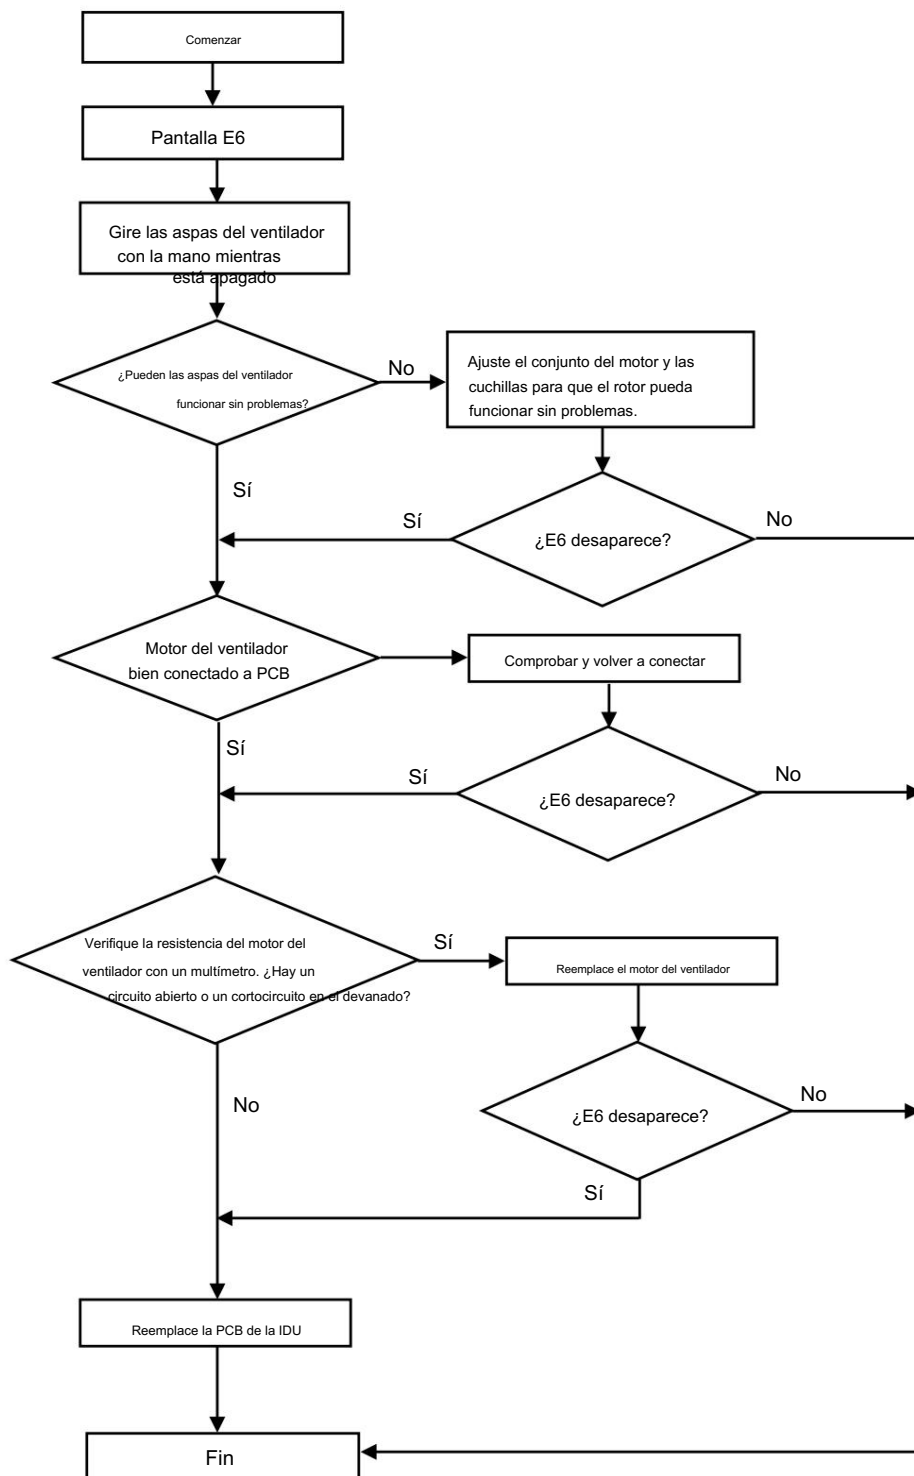 Comenzar
Pantalla E6
Gire las aspas del ventilador
con la mano mientras
está apagado
¿Pueden las aspas del ventilador
funcionar sin problemas?
No
Ajuste el conjunto del motor y las
cuchillas para que el rotor pueda
funcionar sin problemas.
Sí
Sí
¿E6 desaparece?
No
Motor del ventilador
bien conectado a PCB
Comprobar y volver a conectar
Sí
Sí
¿E6 desaparece?
No
Verifique la resistencia del motor del
ventilador con un multímetro. ¿Hay un
circuito abierto o un cortocircuito en el devanado?
Sí
Reemplace el motor del ventilador
No
¿E6 desaparece?
No
Sí
Reemplace la PCB de la IDU
Fin